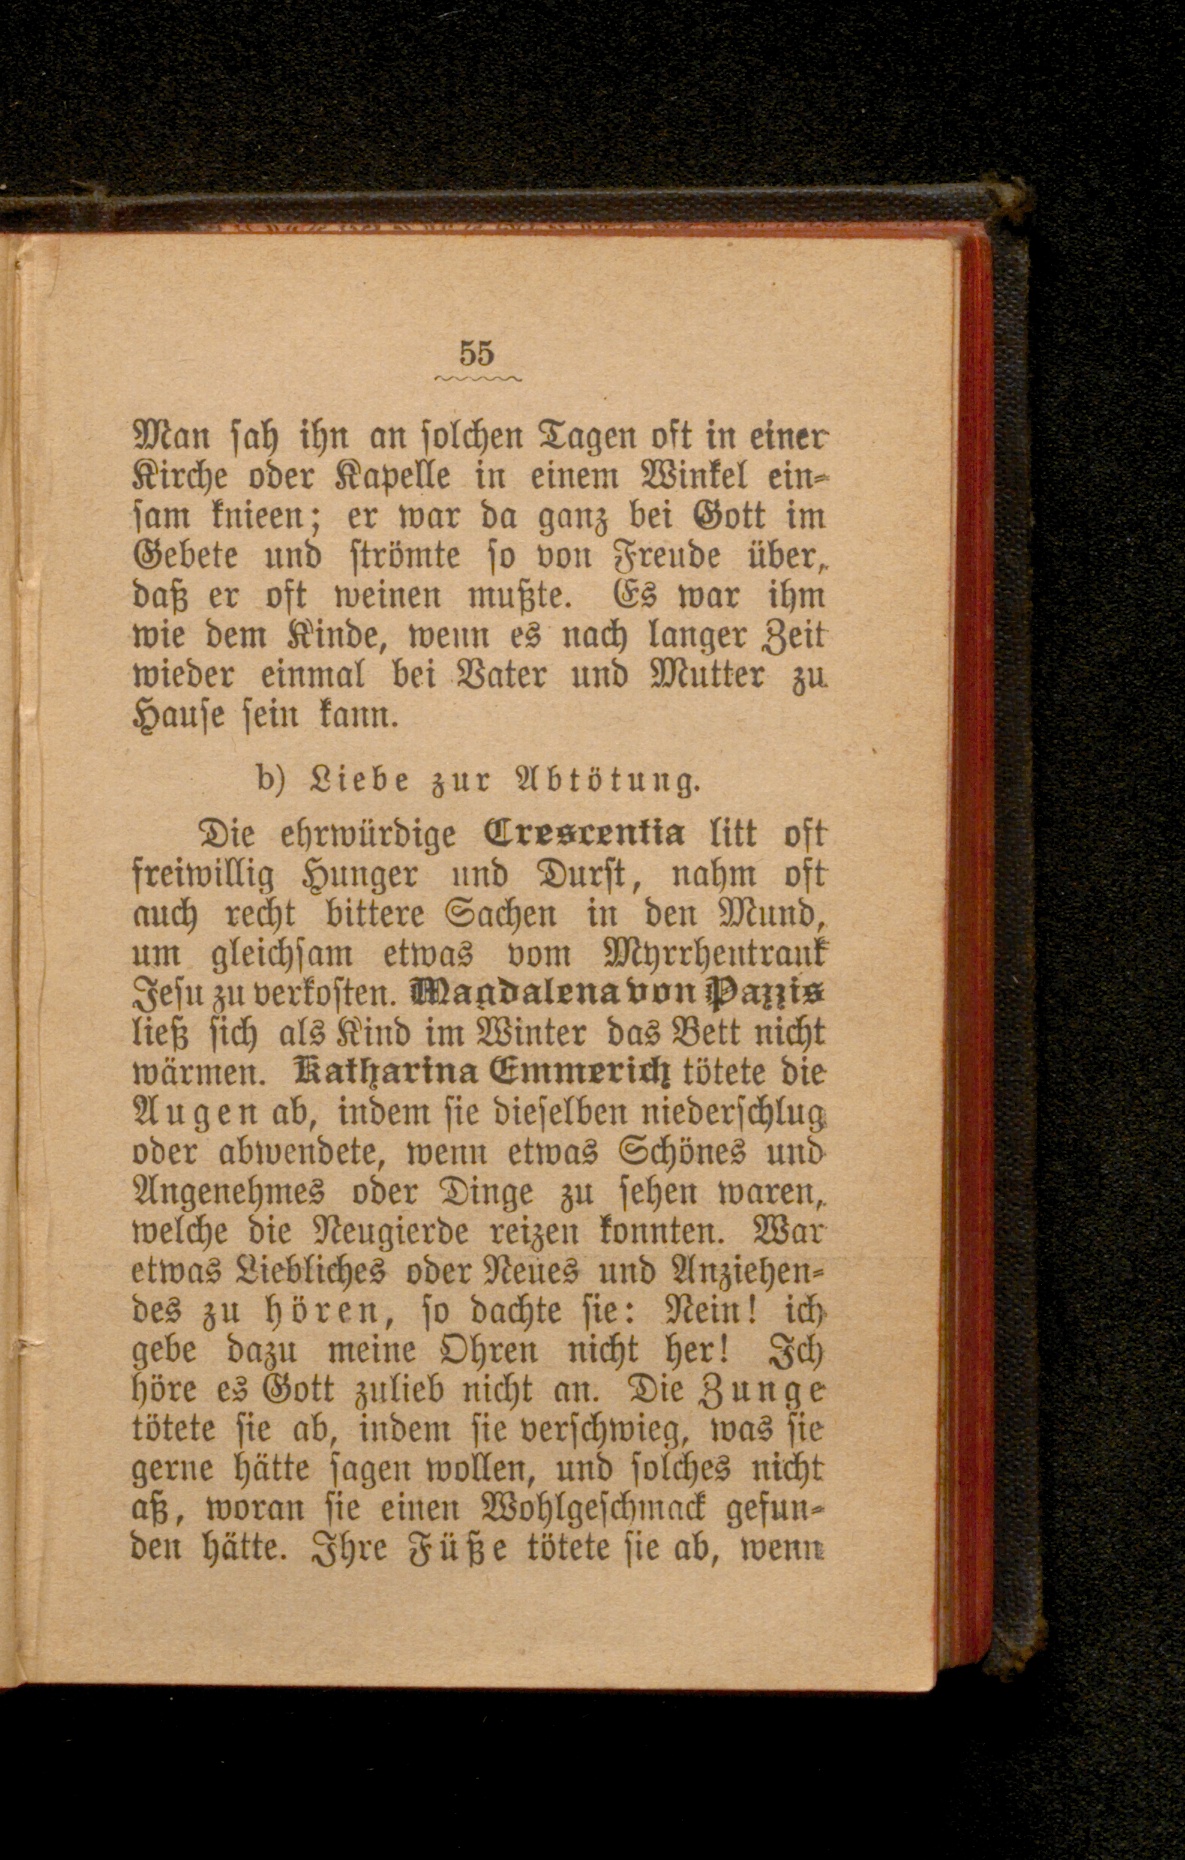 55
Man sah ihn an solchen Tagen oft in einer
Kirche oder Kapelle in einem Winkel ein-
sam knieen; er war da ganz bei Gott im
Gebete und strömte so von Freude über,
daß er oft weinen mußte. Es war ihm
wie dem Kinde, wenn es nach langer Zeit
wieder einmal bei Vater und Mutter zu
Hause sein kann.
b) Liebe zur Abtötung.
Die ehrwürdige Crescentia litt oft
freiwillig Hunger und Durst, nahm oft
auch recht bittere Sachen in den Mund,
um gleichsam etwas vom Myrrhentrank
Jesu zu verkosten. Magdalena von Pazzis
ließ sich als Kind im Winter das Bett nicht
wärmen. Katharina Emmerich tötete die
Augen ab, indem sie dieselben niederschlug
oder abwendete, wenn etwas Schönes und
Angenehmes oder Dinge zu sehen waren,
welche die Neugierde reizen konnten. War
etwas Liebliches oder Neues und Anziehen-
des zu hören, so dachte sie: Nein! ich
gebe dazu meine Ohren nicht her! Ich
höre es Gott zulieb nicht an. Die Zunge
tötete sie ab, indem sie verschwieg, was sie
gerne hätte sagen wollen, und solches nicht
aß, woran sie einen Wohlgeschmack gefun-
den hätte. Ihre Füße tötete sie ab, wenn